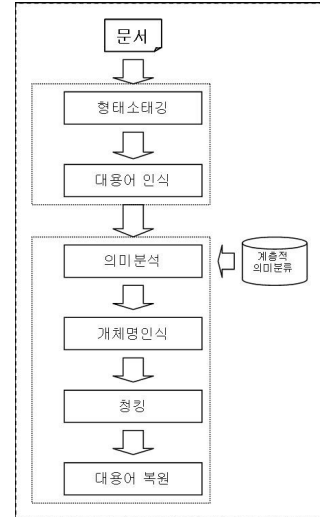 문서
형태소태깅
대용어 인식
의미분석
계층적
의미분류
개체명인식
청킹
대용어 복원